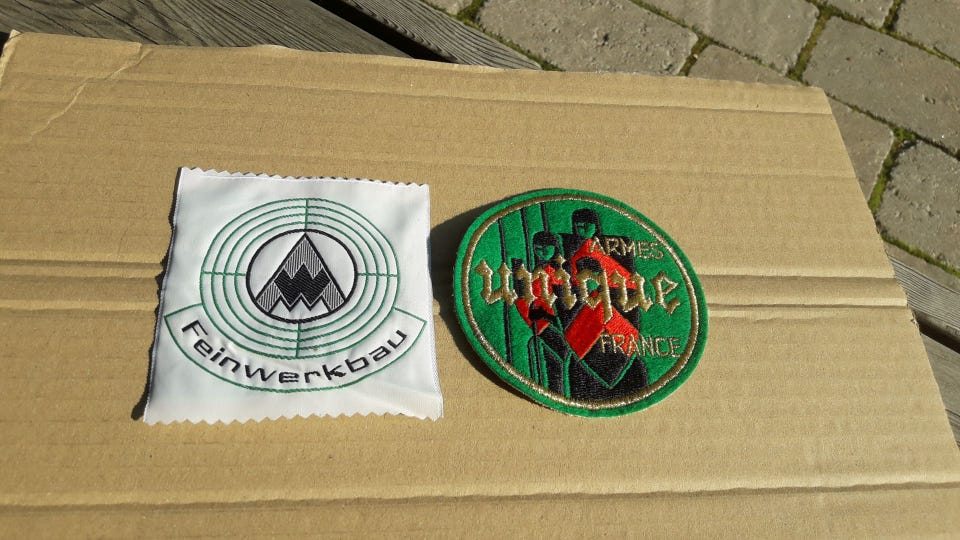 Feinwerkbau
ARMES
unique
FRANCE